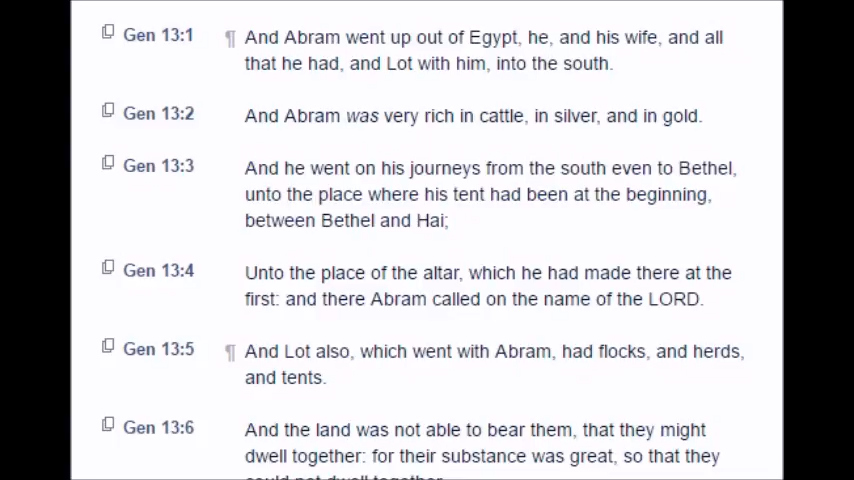 Gen 13:1 ¶ And Abram went up out of Egypt, he, and his wife, and all
that he had, and Lot with him, into the south.
Gen 13:2 And Abram was very rich in cattle, in silver, and in gold.
Gen 13:3 And he went on his journeys from the south even to Bethel,
unto the place where his tent had been at the beginning,
between Bethel and Hai;
Gen 13:4 Unto the place of the altar, which he had made there at the
first: and there Abram called on the name of the LORD.
Gen 13:5 ¶ And Lot also, which went with Abram, had flocks, and herds,
and tents.
Gen 13:6 And the land was not able to bear them, that they might
dwell together: for their substance was great, so that they
could not dwell together